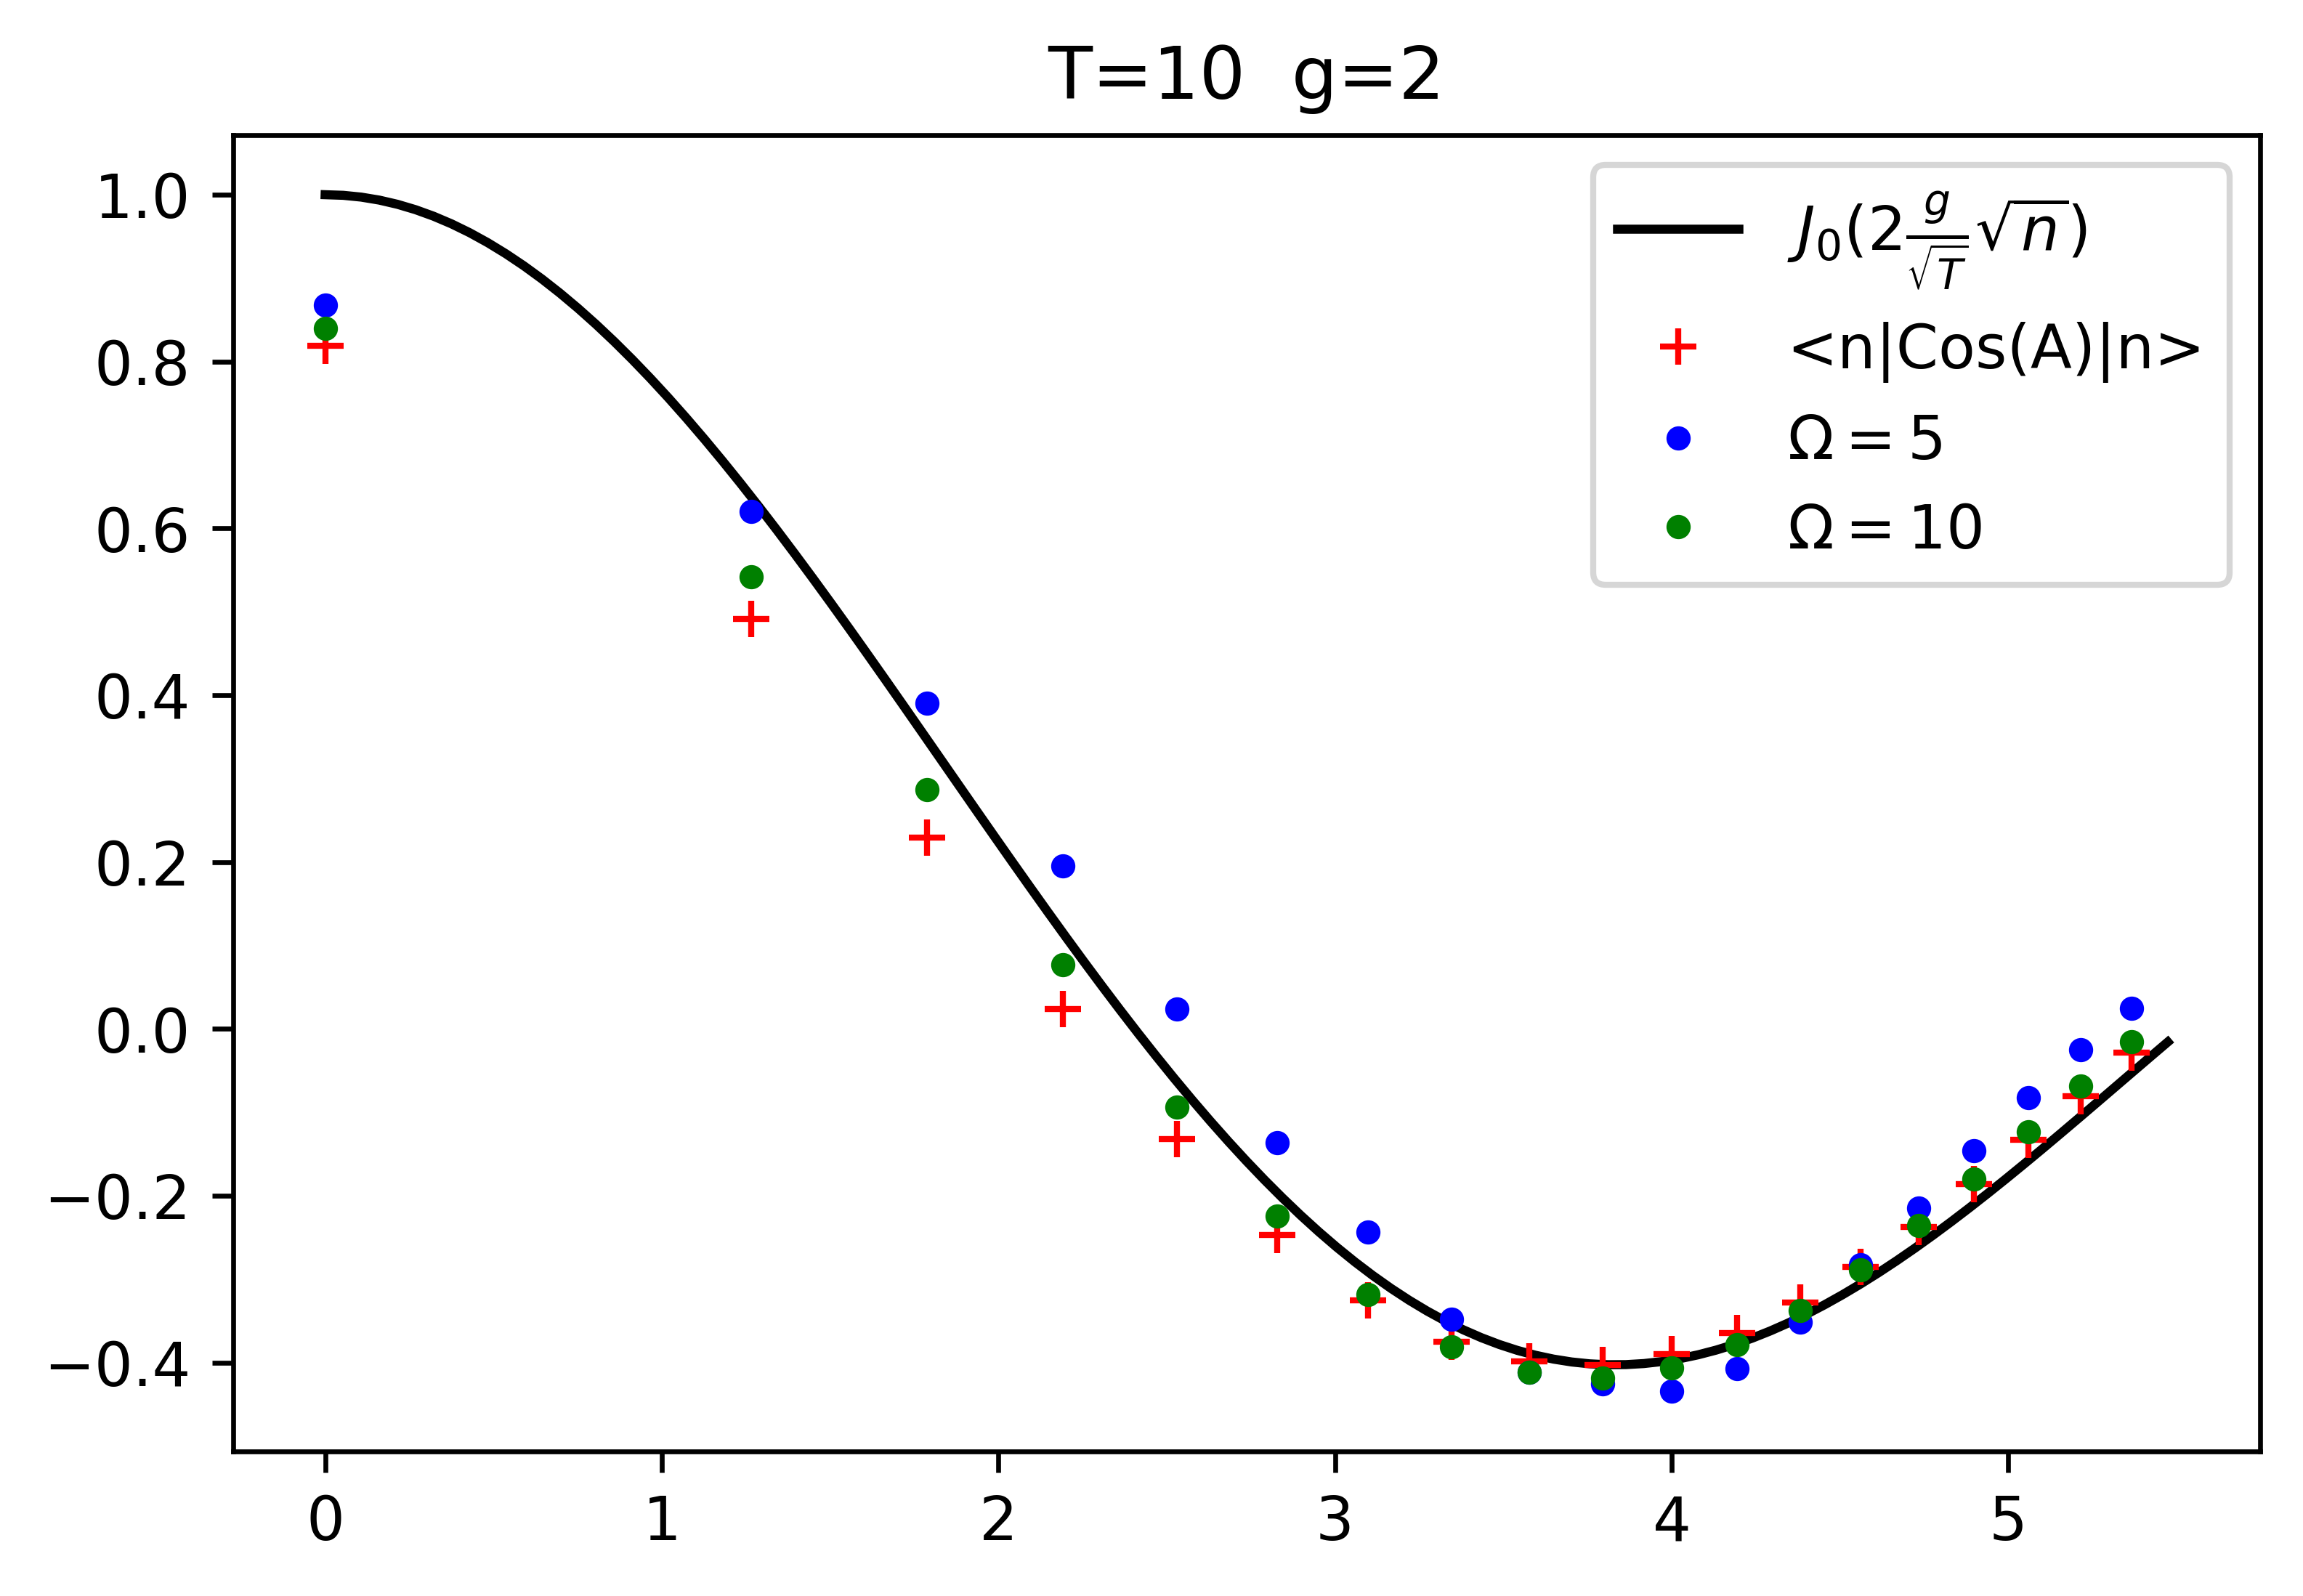 T=10 g=2
1.0
0.8
0.6
0.4
0.2
0.0
−0.2
−0.4
0 1 2 3 4 5
J₀(2 g/√T √n)
<n|Cos(A)|n>
Ω = 5
Ω = 10